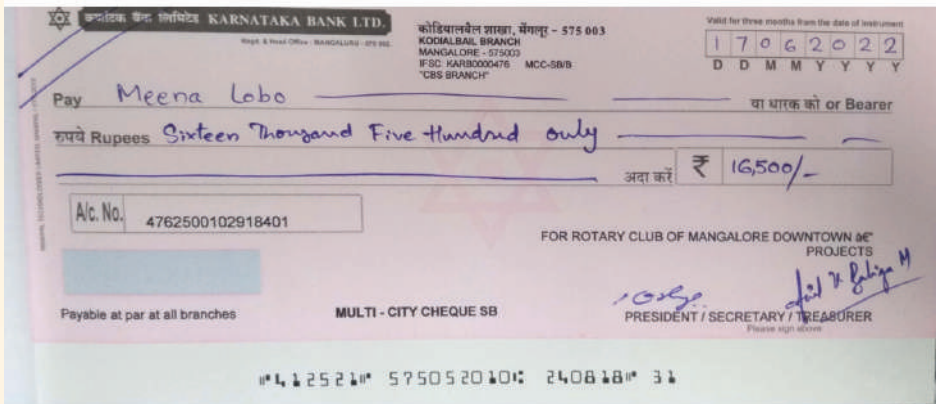 कर्नाटक बैंक लिमिटेड KARNATAKA BANK LTD.
Regd. & Head Office : MANGALURU - 575 002.
कोडियालबैल शाखा, मेंगलूर - 575 003
KODIALBAIL BRANCH
MANGALORE - 575003
IFSC: KARB0000476 MCC-SB/B
"CBS BRANCH"
Valid for three months from the date of instrument
1 7 0 6 2 0 2 2
D D M M Y Y Y Y
Pay Meena Lobo या धारक को or Bearer
रुपये Rupees Sixteen Thousand Five Hundred only
अदा करें ₹ 16,500/-
A/c. No. 4762500102918401
FOR ROTARY CLUB OF MANGALORE DOWNTOWN â€“
PROJECTS
Payable at par at all branches
MULTI - CITY CHEQUE SB
PRESIDENT / SECRETARY / TREASURER
Please sign above
⑈412521⑈ 575052010⑆ 240818⑈ 31